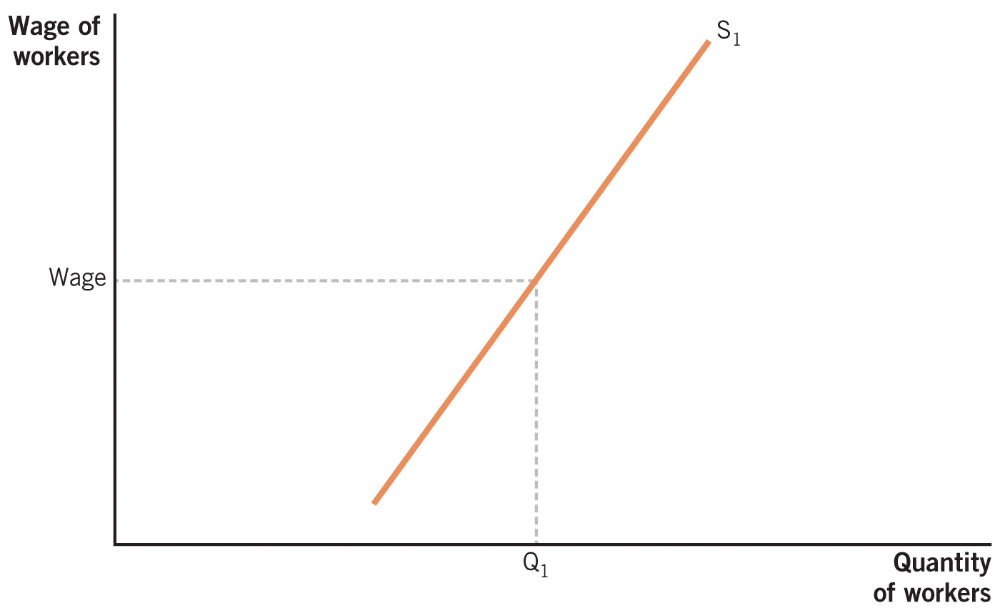 Wage of
workers
S1
Wage
Q1
Quantity
of workers